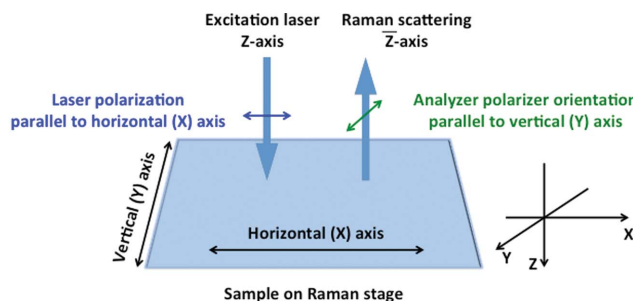 Excitation laser
Z-axis
Raman scattering
Z̅-axis
Laser polarization
parallel to horizontal (X) axis
Analyzer polarizer orientation
parallel to vertical (Y) axis
Vertical (Y) axis
Horizontal (X) axis
X
Y
Z
Sample on Raman stage